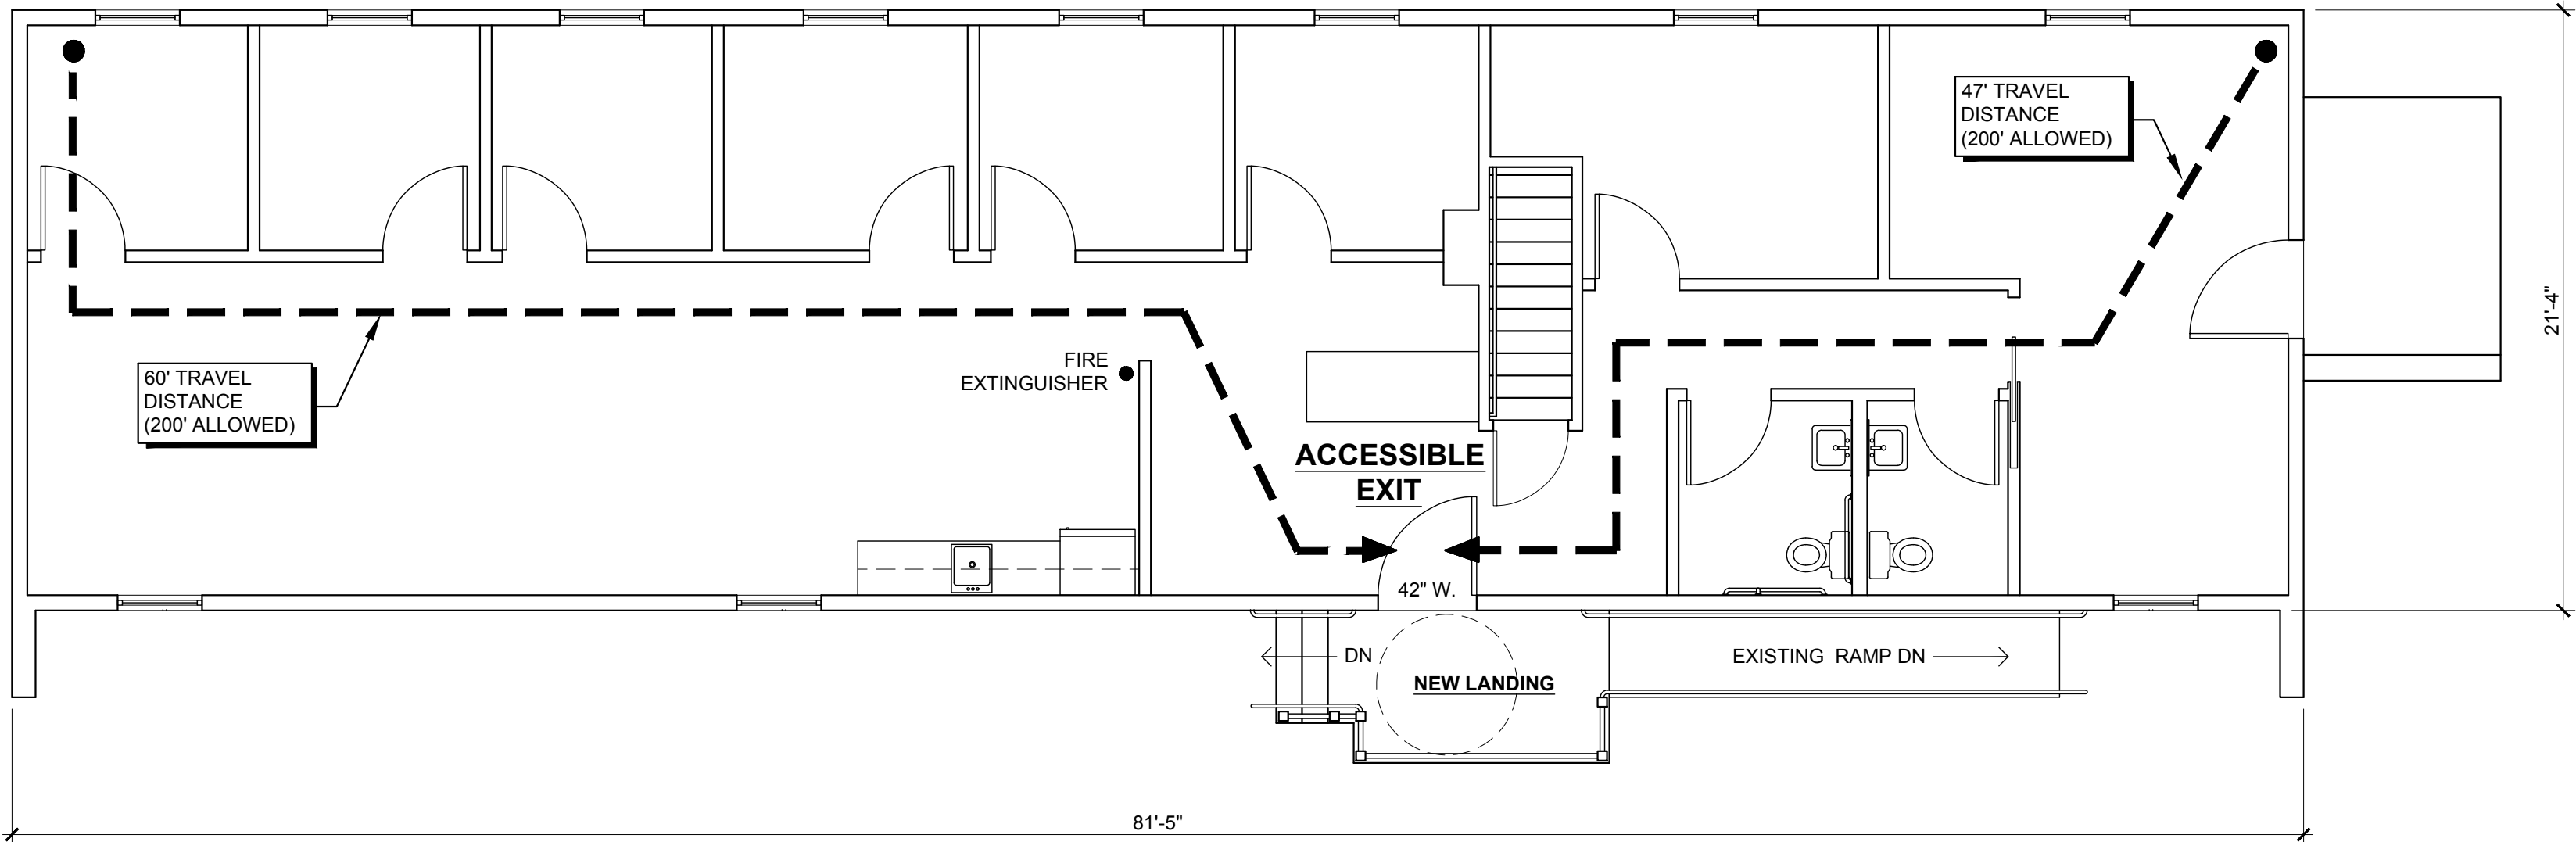 47' TRAVEL
DISTANCE
(200' ALLOWED)
21'-4"
60' TRAVEL
DISTANCE
(200' ALLOWED)
FIRE
EXTINGUISHER
ACCESSIBLE
EXIT
42" W.
DN
NEW LANDING
EXISTING RAMP DN
81'-5"